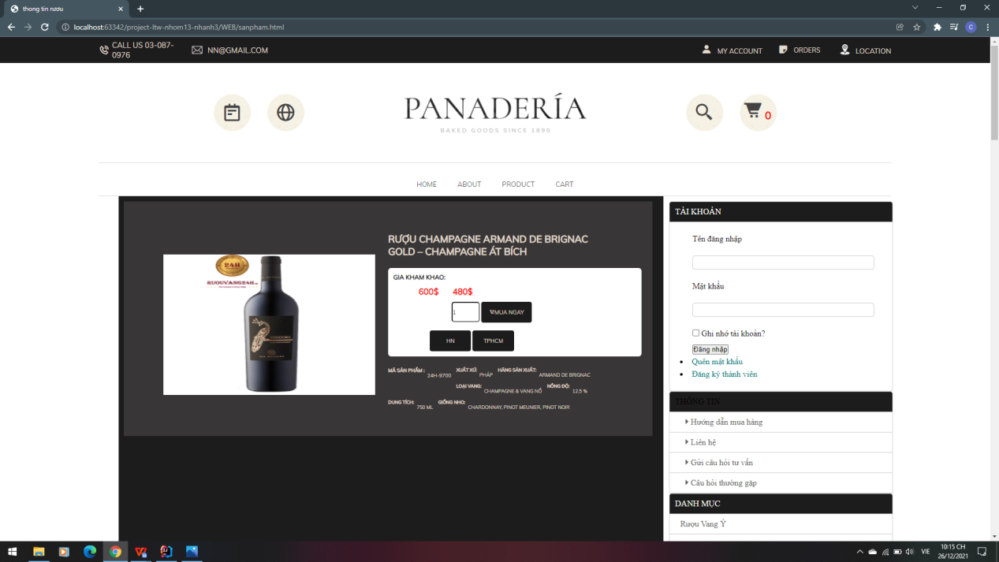 thong tin rượu
localhost:63342/project-ltw-nhom13-nhanh3/WEB/sanpham.html
C
CALL US 03-087-
0976
NN@GMAIL.COM
MY ACCOUNT
ORDERS
LOCATION
PANADERÍA
BAKED GOODS SINCE 1890
0
HOME ABOUT PRODUCT CART
24H
RUOUVANG24H
VINDORO
RƯỢU CHAMPAGNE ARMAND DE BRIGNAC
GOLD – CHAMPAGNE ÁT BÍCH
GIA KHAM KHAO:
600$ 480$
1
MUA NGAY
HN TPHCM
MÃ SẢN PHẨM : 24H-9700 XUẤT XỨ: PHÁP HÃNG SẢN XUẤT: ARMAND DE BRIGNAC
LOẠI VANG: CHAMPAGNE & VANG NỔ NỒNG ĐỘ: 12.5 %
DUNG TÍCH: 750 ML GIỐNG NHO: CHARDONNAY, PINOT MEUNIER, PINOT NOIR
TÀI KHOẢN
Tên đăng nhập
Mật khẩu
Ghi nhớ tài khoản?
Đăng nhập
Quên mật khẩu
Đăng ký thành viên
THÔNG TIN
Hướng dẫn mua hàng
Liên hệ
Gửi câu hỏi tư vấn
Câu hỏi thường gặp
DANH MỤC
Rượu Vang Ý
VIE
10:15 CH
26/12/2021